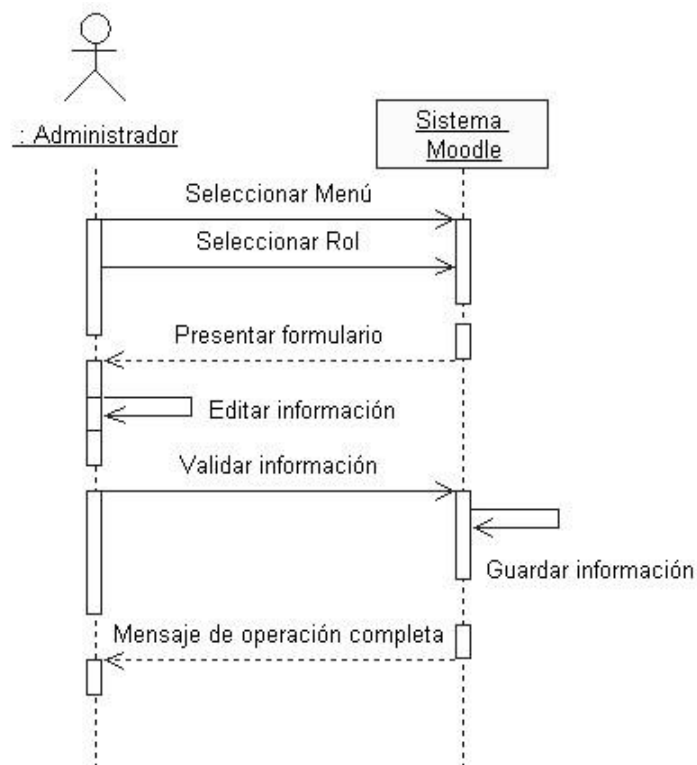 : Administrador
Sistema
Moodle
Seleccionar Menú
Seleccionar Rol
Presentar formulario
Editar información
Validar información
Guardar información
Mensaje de operación completa